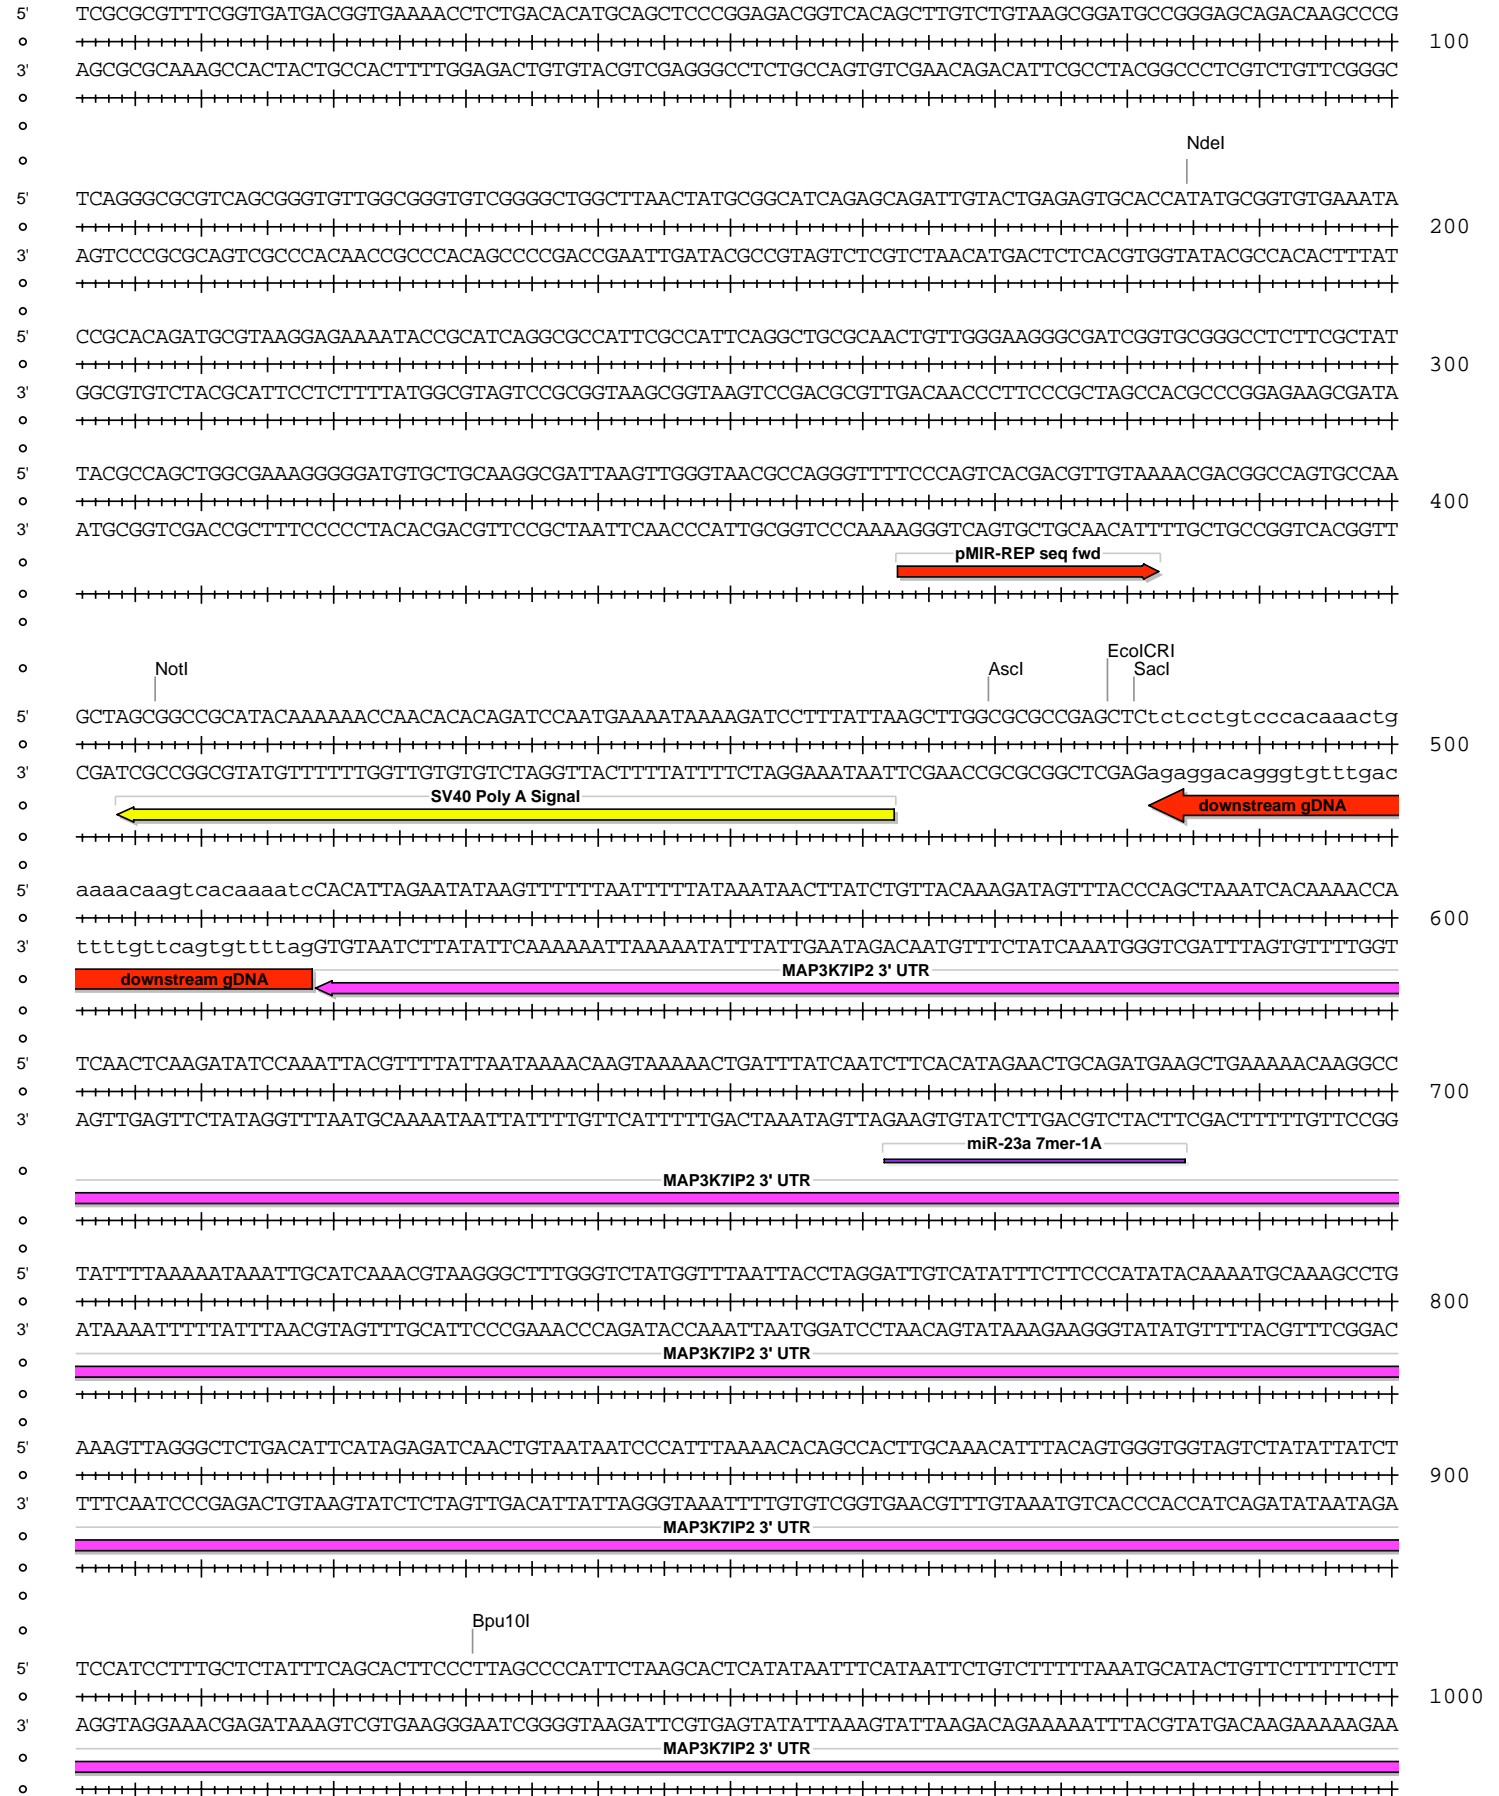 5' TCGCGCGTTTCGGTGATGACGGTGAAAACCTCTGACACATGCAGCTCCCGGAGACGGTCACAGCTTGTCTGTAAGCGGATGCCGGGAGCAGACAAGCCCG
100
3' AGCGCGCAAAGCCACTACTGCCACTTTTGGAGACTGTGTACGTCGAGGGCCTCTGCCAGTGTCGAACAGACATTCGCCTACGGCCCTCGTCTGTTCGGGC
NdeI
5' TCAGGGCGCGTCAGCGGGTGTTGGCGGGTGTCGGGGCTGGCTTAACTATGCGGCATCAGAGCAGATTGTACTGAGAGTGCACCATATGCGGTGTGAAATA
200
3' AGTCCCGCGCAGTCGCCCACAACCGCCCACAGCCCCGACCGAATTGATACGCCGTAGTCTCGTCTAACATGACTCTCACGTGGTATACGCCACACTTTAT
5' CCGCACAGATGCGTAAGGAGAAAATACCGCATCAGGCGCCATTCGCCATTCAGGCTGCGCAACTGTTGGGAAGGGCGATCGGTGCGGGCCTCTTCGCTAT
300
3' GGCGTGTCTACGCATTCCTCTTTTATGGCGTAGTCCGCGGTAAGCGGTAAGTCCGACGCGTTGACAACCCTTCCCGCTAGCCACGCCCGGAGAAGCGATA
5' TACGCCAGCTGGCGAAAGGGGGATGTGCTGCAAGGCGATTAAGTTGGGTAACGCCAGGGTTTTCCCAGTCACGACGTTGTAAAACGACGGCCAGTGCCAA
400
3' ATGCGGTCGACCGCTTTCCCCCTACACGACGTTCCGCTAATTCAACCCATTGCGGTCCCAAAAGGGTCAGTGCTGCAACATTTTGCTGCCGGTCACGGTT
pMIR-REP seq fwd
EcoICRI
NotI AscI SacI
5' GCTAGCGGCCGCATACAAAAAACCAACACACAGATCCAATGAAAATAAAAGATCCTTTATTAAGCTTGGCGCGCCGAGCTCtctcctgtcccacaaactg
500
3' CGATCGCCGGCGTATGTTTTTTGGTTGTGTGTCTAGGTTACTTTTATTTTCTAGGAAATAATTCGAACCGCGCGGCTCGAGagaggacagggtgtttgac
SV40 Poly A Signal downstream gDNA
5' aaaacaagtcacaaaatcCACATTAGAATATAAGTTTTTTAATTTTTATAAATAACTTATCTGTTACAAAGATAGTTTACCCAGCTAAATCACAAAACCA
600
3' ttttgttcagtgttttagGTGTAATCTTATATTCAAAAAATTAAAAATATTTATTGAATAGACAATGTTTCTATCAAATGGGTCGATTTAGTGTTTTGGT
downstream gDNA MAP3K7IP2 3' UTR
5' TCAACTCAAGATATCCAAATTACGTTTTATTAATAAAACAAGTAAAAACTGATTTATCAATCTTCACATAGAACTGCAGATGAAGCTGAAAAACAAGGCC
700
3' AGTTGAGTTCTATAGGTTTAATGCAAAATAATTATTTTGTTCATTTTTGACTAAATAGTTAGAAGTGTATCTTGACGTCTACTTCGACTTTTTGTTCCGG
miR-23a 7mer-1A
MAP3K7IP2 3' UTR
5' TATTTTAAAAATAAATTGCATCAAACGTAAGGGCTTTGGGTCTATGGTTTAATTACCTAGGATTGTCATATTTCTTCCCATATACAAAATGCAAAGCCTG
800
3' ATAAAATTTTTATTTAACGTAGTTTGCATTCCCGAAACCCAGATACCAAATTAATGGATCCTAACAGTATAAAGAAGGGTATATGTTTTACGTTTCGGAC
MAP3K7IP2 3' UTR
5' AAAGTTAGGGCTCTGACATTCATAGAGATCAACTGTAATAATCCCATTTAAAACACAGCCACTTGCAAACATTTACAGTGGGTGGTAGTCTATATTATCT
900
3' TTTCAATCCCGAGACTGTAAGTATCTCTAGTTGACATTATTAGGGTAAATTTTGTGTCGGTGAACGTTTGTAAATGTCACCCACCATCAGATATAATAGA
MAP3K7IP2 3' UTR
Bpu10I
5' TCCATCCTTTGCTCTATTTCAGCACTTCCCTTAGCCCCATTCTAAGCACTCATATAATTTCATAATTCTGTCTTTTTAAATGCATACTGTTCTTTTTCTT
1000
3' AGGTAGGAAACGAGATAAAGTCGTGAAGGGAATCGGGGTAAGATTCGTGAGTATATTAAAGTATTAAGACAGAAAAATTTACGTATGACAAGAAAAAGAA
MAP3K7IP2 3' UTR